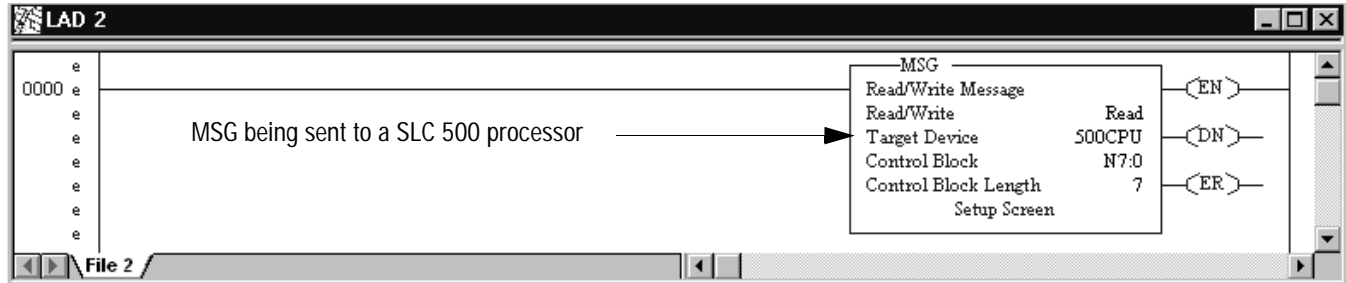 LAD 2
e
MSG
0000 e
Read/Write Message
EN
e
Read/Write Read
MSG being sent to a SLC 500 processor
e
Target Device 500CPU
DN
e
Control Block N7:0
e
Control Block Length 7
ER
e
Setup Screen
e
File 2